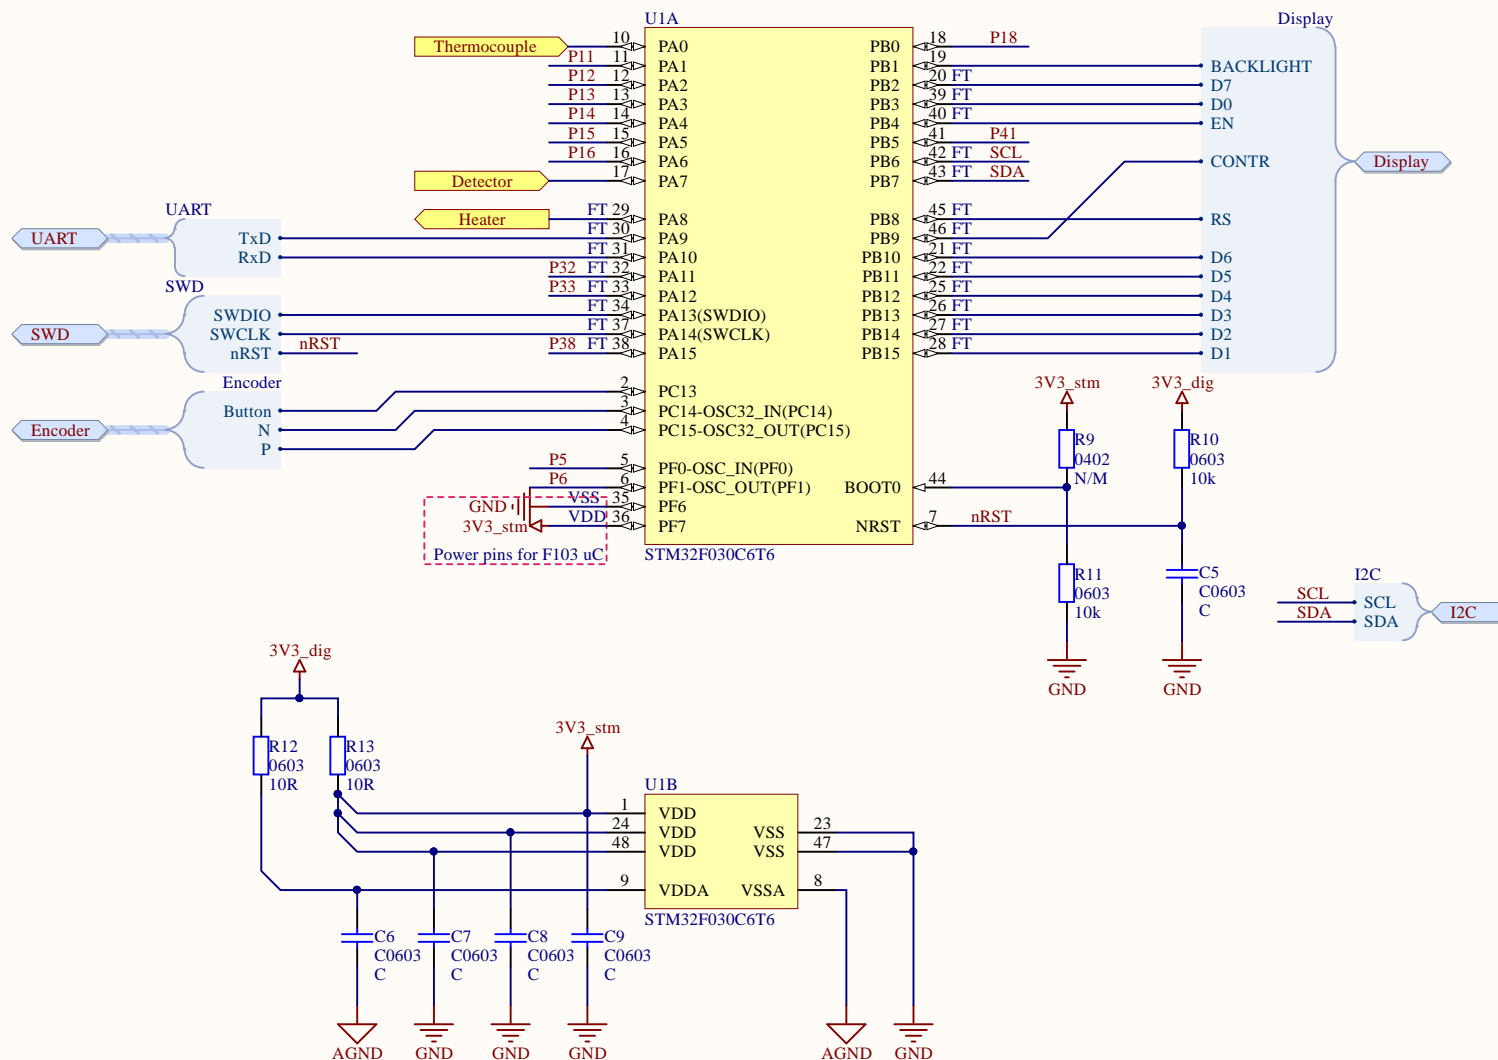 U1A
Display
Thermocouple
10 PA0
P11 11 PA1
P12 12 PA2
P13 13 PA3
P14 14 PA4
P15 15 PA5
P16 16 PA6
Detector
17 PA7
Heater
FT 29 PA8
FT 30 PA9
FT 31 PA10
P32 FT 32 PA11
P33 FT 33 PA12
FT 34 PA13(SWDIO)
FT 37 PA14(SWCLK)
P38 FT 38 PA15
2 PC13
3 PC14-OSC32_IN(PC14)
4 PC15-OSC32_OUT(PC15)
P5 5 PF0-OSC_IN(PF0)
P6 6 PF1-OSC_OUT(PF1)
GND VSS 35 PF6
3V3_stm VDD 36 PF7
Power pins for F103 uC
STM32F030C6T6
PB0 18 P18
PB1 19
PB2 20 FT
PB3 39 FT
PB4 40 FT
PB5 41 P41
PB6 42 FT SCL
PB7 43 FT SDA
PB8 45 FT
PB9 46 FT
PB10 21 FT
PB11 22 FT
PB12 25 FT
PB13 26 FT
PB14 27 FT
PB15 28 FT
BOOT0 44
NRST 7 nRST
BACKLIGHT
D7
D0
EN
CONTR
RS
D6
D5
D4
D3
D2
D1
Display
UART
UART
TxD
RxD
SWD
SWD
SWDIO
SWCLK
nRST nRST
Encoder
Encoder
Button
N
P
3V3_stm
R9
0402
N/M
R11
0603
10k
GND
3V3_dig
R10
0603
10k
C5
C0603
C
GND
I2C
SCL SCL
SDA SDA
I2C
3V3_dig
R12
0603
10R
R13
0603
10R
3V3_stm
U1B
1 VDD
24 VDD
48 VDD
9 VDDA
VSS 23
VSS 47
VSSA 8
STM32F030C6T6
C6
C0603
C
C7
C0603
C
C8
C0603
C
C9
C0603
C
AGND
GND
GND
GND
AGND
GND